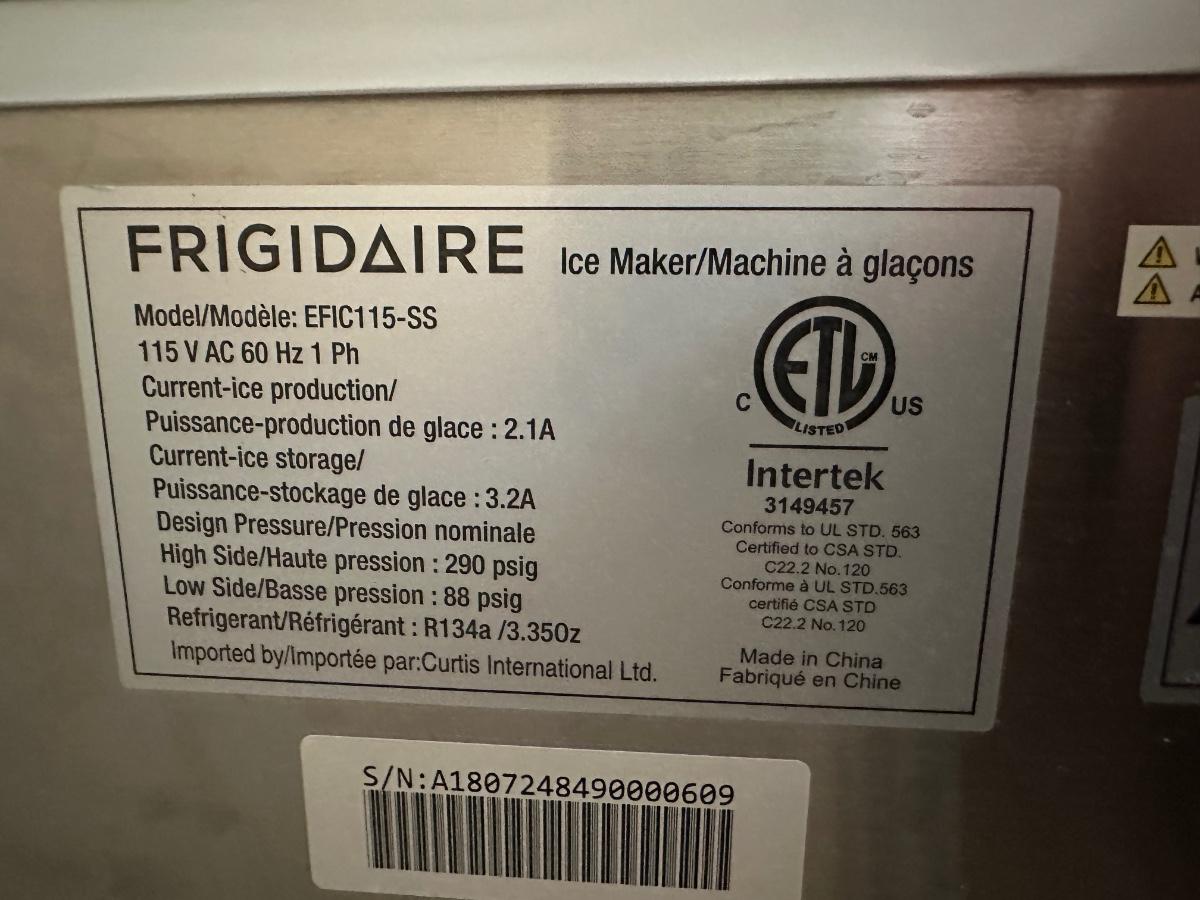 FRIGIDAIRE Ice Maker/Machine à glaçons
Model/Modèle: EFIC115-SS
115 V AC 60 Hz 1 Ph
Current-ice production/
Puissance-production de glace : 2.1A
Current-ice storage/
Puissance-stockage de glace : 3.2A
Design Pressure/Pression nominale
High Side/Haute pression : 290 psig
Low Side/Basse pression : 88 psig
Refrigerant/Réfrigérant : R134a /3.35Oz
Imported by/Importée par:Curtis International Ltd.
ETL CM
C US
LISTED
Intertek
3149457
Conforms to UL STD. 563
Certified to CSA STD.
C22.2 No.120
Conforme à UL STD.563
certifié CSA STD
C22.2 No.120
Made in China
Fabriqué en Chine
S/N:A1807248490000609